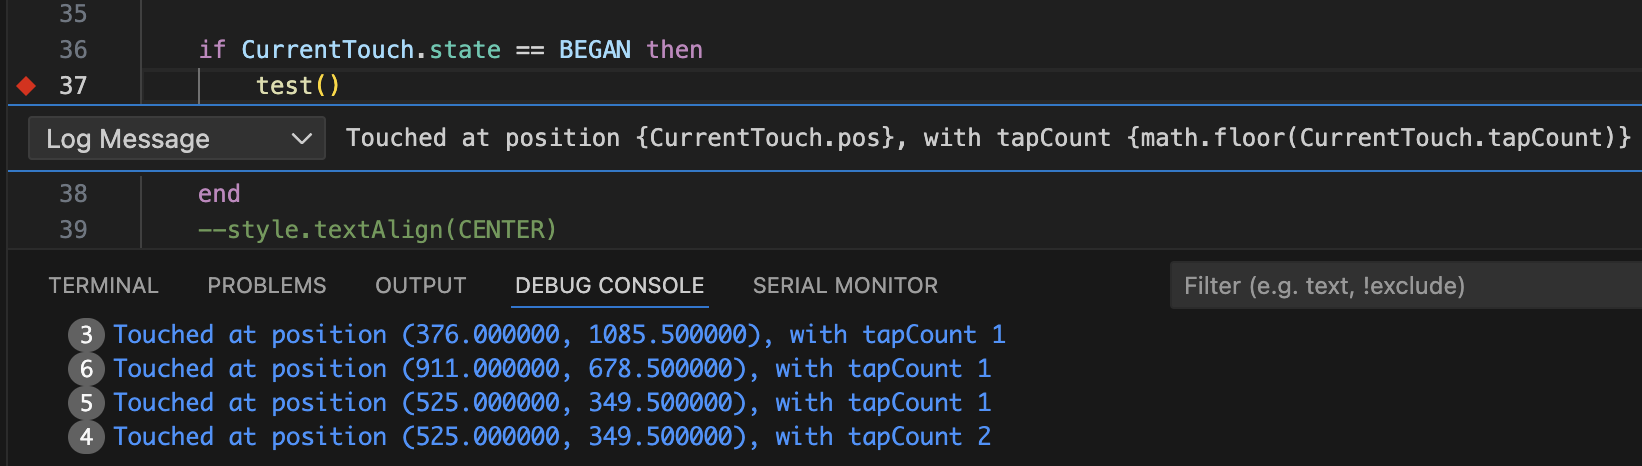 35
36 if CurrentTouch.state == BEGAN then
37 test()
Log Message Touched at position {CurrentTouch.pos}, with tapCount {math.floor(CurrentTouch.tapCount)}
38 end
39 --style.textAlign(CENTER)
TERMINAL PROBLEMS OUTPUT DEBUG CONSOLE SERIAL MONITOR Filter (e.g. text, !exclude)
3 Touched at position (376.000000, 1085.500000), with tapCount 1
6 Touched at position (911.000000, 678.500000), with tapCount 1
5 Touched at position (525.000000, 349.500000), with tapCount 1
4 Touched at position (525.000000, 349.500000), with tapCount 2